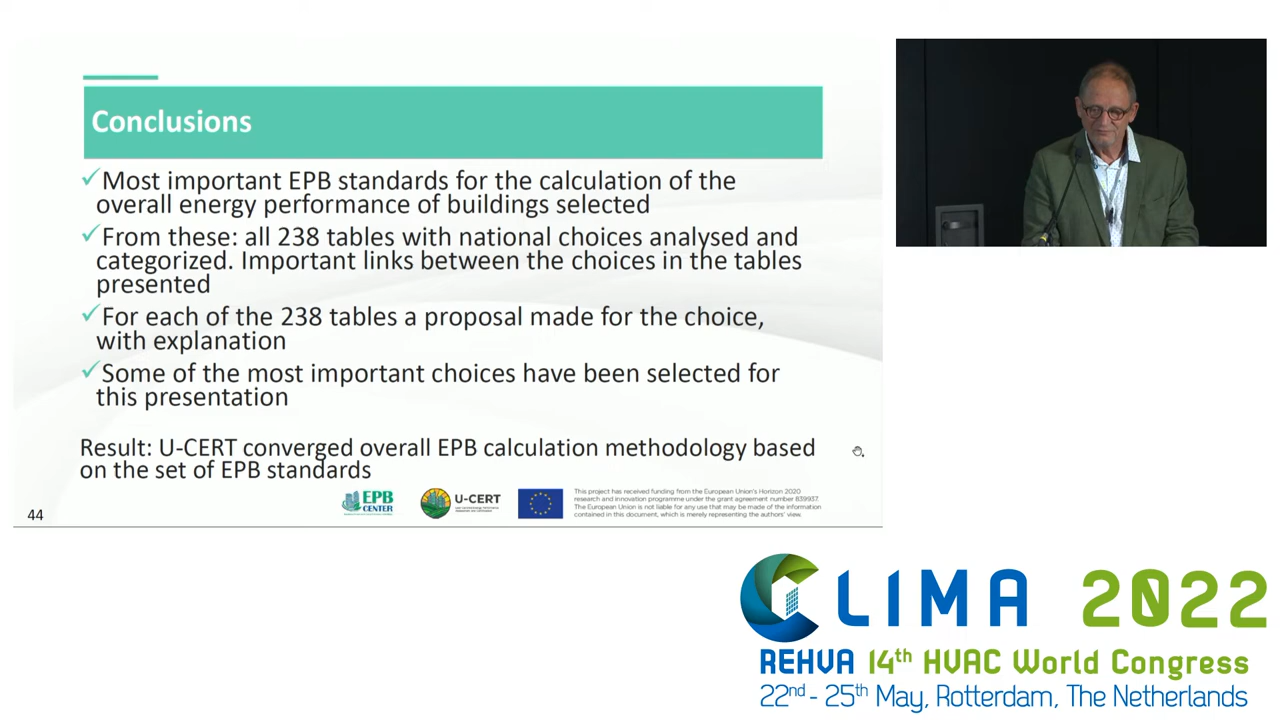 Conclusions
✓Most important EPB standards for the calculation of the
overall energy performance of buildings selected
✓From these: all 238 tables with national choices analysed and
categorized. Important links between the choices in the tables
presented
✓For each of the 238 tables a proposal made for the choice,
with explanation
✓Some of the most important choices have been selected for
this presentation
Result: U-CERT converged overall EPB calculation methodology based
on the set of EPB standards
EPB
CENTER
U-CERT
This project has received funding from the European Union's Horizon 2020
research and innovation programme under the grant agreement number 839937.
The European Union is not liable for any use that may be made of the information
contained in this document, which is merely representing the authors' view.
44
CLIMA 2022
REHVA 14th HVAC World Congress
22nd - 25th May, Rotterdam, The Netherlands